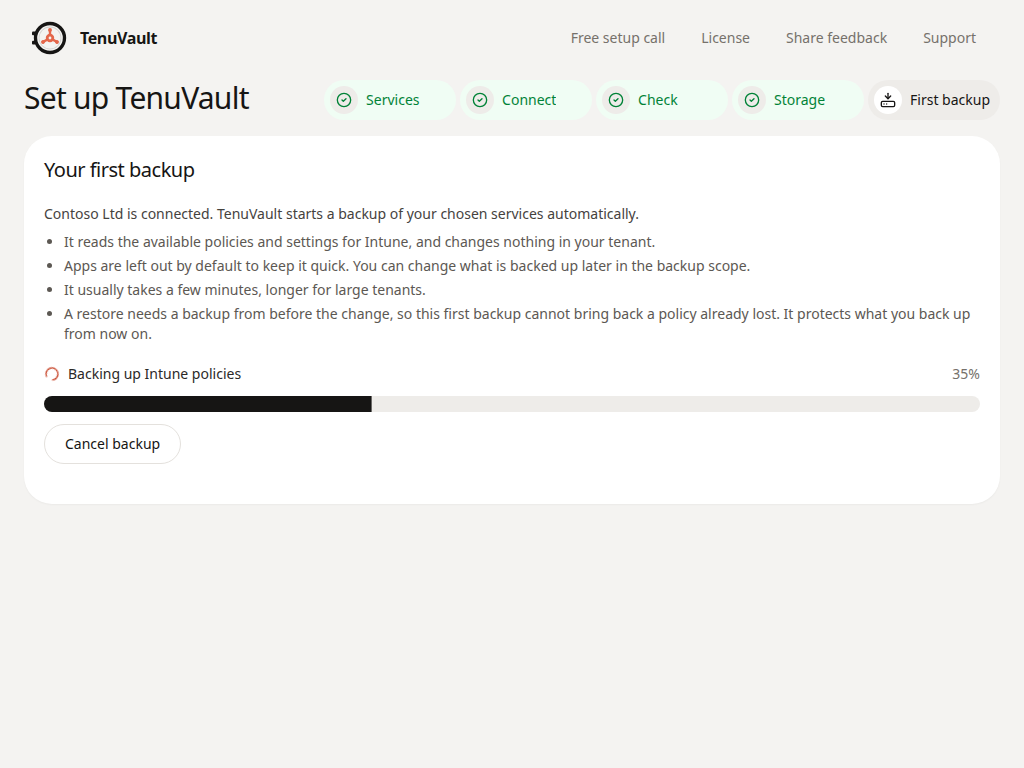 TenuVault
Free setup call
License
Share feedback
Support
Set up TenuVault
Services
Connect
Check
Storage
First backup
Your first backup
Contoso Ltd is connected. TenuVault starts a backup of your chosen services automatically.
It reads the available policies and settings for Intune, and changes nothing in your tenant.
Apps are left out by default to keep it quick. You can change what is backed up later in the backup scope.
It usually takes a few minutes, longer for large tenants.
A restore needs a backup from before the change, so this first backup cannot bring back a policy already lost. It protects what you back up
from now on.
Backing up Intune policies
35%
Cancel backup